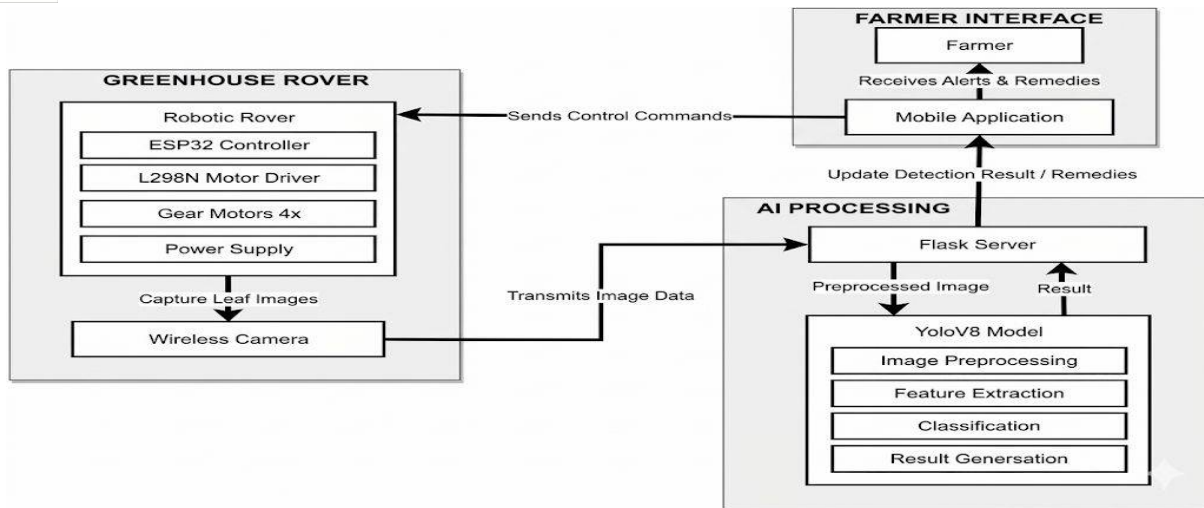 FARMER INTERFACE
Farmer
Receives Alerts & Remedies
Mobile Application
GREENHOUSE ROVER
Robotic Rover
ESP32 Controller
L298N Motor Driver
Gear Motors 4x
Power Supply
Capture Leaf Images
Wireless Camera
Sends Control Commands
Transmits Image Data
Update Detection Result / Remedies
AI PROCESSING
Flask Server
Preprocessed Image
Result
YoloV8 Model
Image Preprocessing
Feature Extraction
Classification
Result Genersation